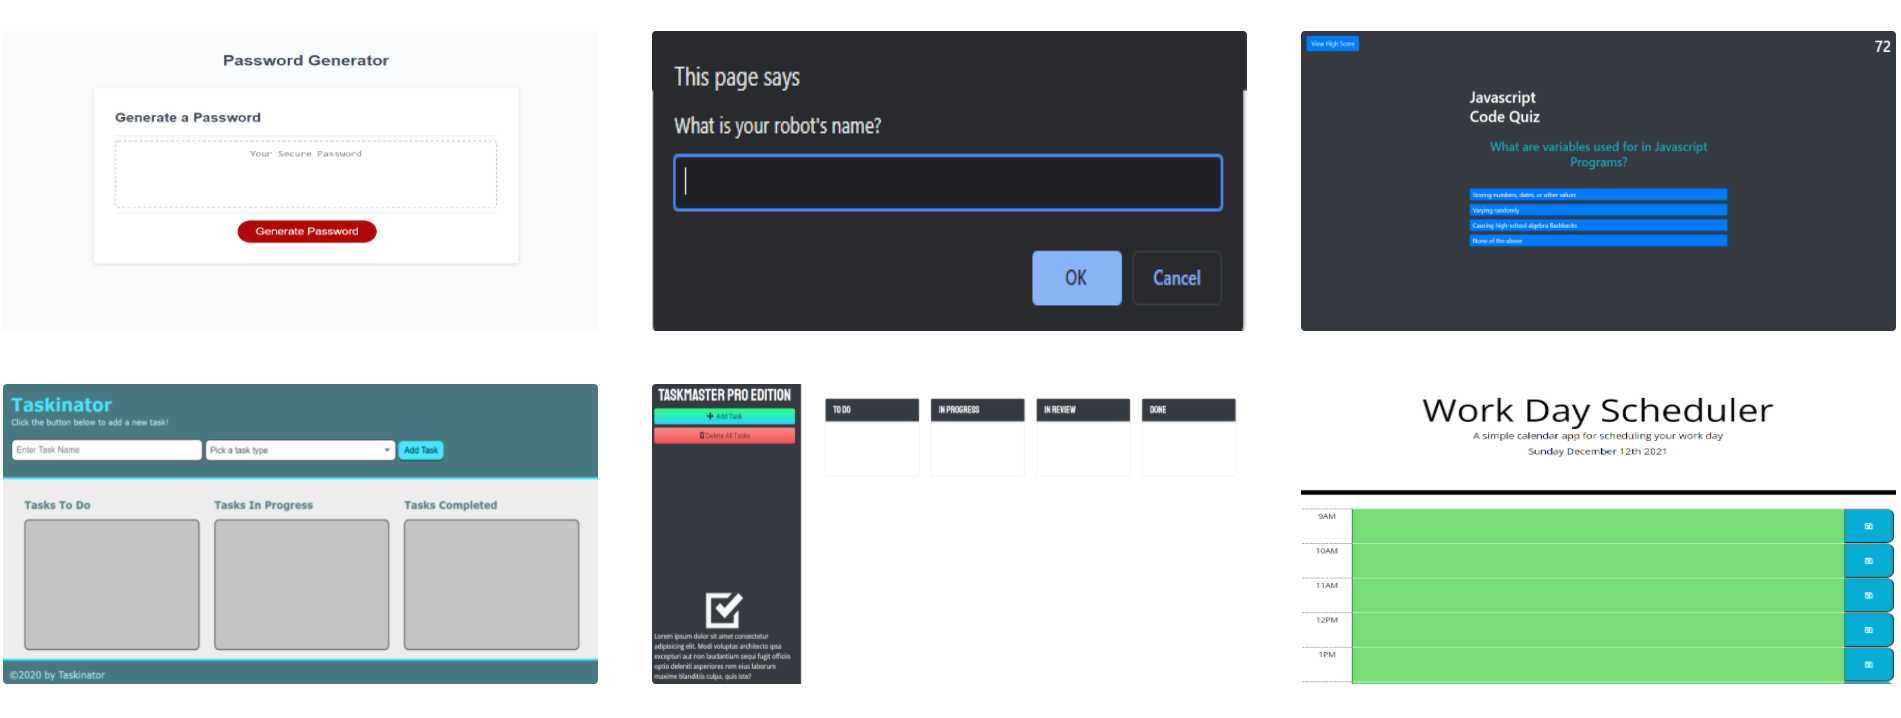 Password Generator
Generate a Password
Your Secure Password
Generate Password
This page says
What is your robot's name?
OK
Cancel
View High Score
72
Javascript
Code Quiz
What are variables used for in Javascript
Programs?
Storing numbers, dates, or other values
Varying randomly
Causing high-school algebra flashbacks
None of the above
Taskinator
Click the button below to add a new task!
Enter Task Name
Pick a task type
Add Task
Tasks To Do
Tasks In Progress
Tasks Completed
©2020 by Taskinator
TASKMASTER PRO EDITION
Add Task
Delete All Tasks
TO DO
IN PROGRESS
IN REVIEW
DONE
Lorem ipsum dolor sit amet consectetur
adipisicing elit. Modi voluptas architecto ipsa
excepturi aut non laudantium sequi fugit officiis
optio deleniti asperiores rem eius laborum
maxime blanditiis culpa, quis iste?
Work Day Scheduler
A simple calendar app for scheduling your work day
Sunday December 12th 2021
9AM
10AM
11AM
12PM
1PM